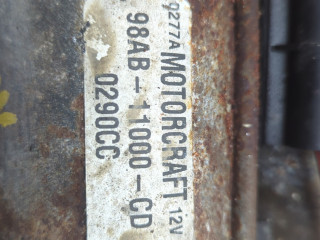 9277A MOTORCRAFT 12V
98AB-11000-CD
0290CC